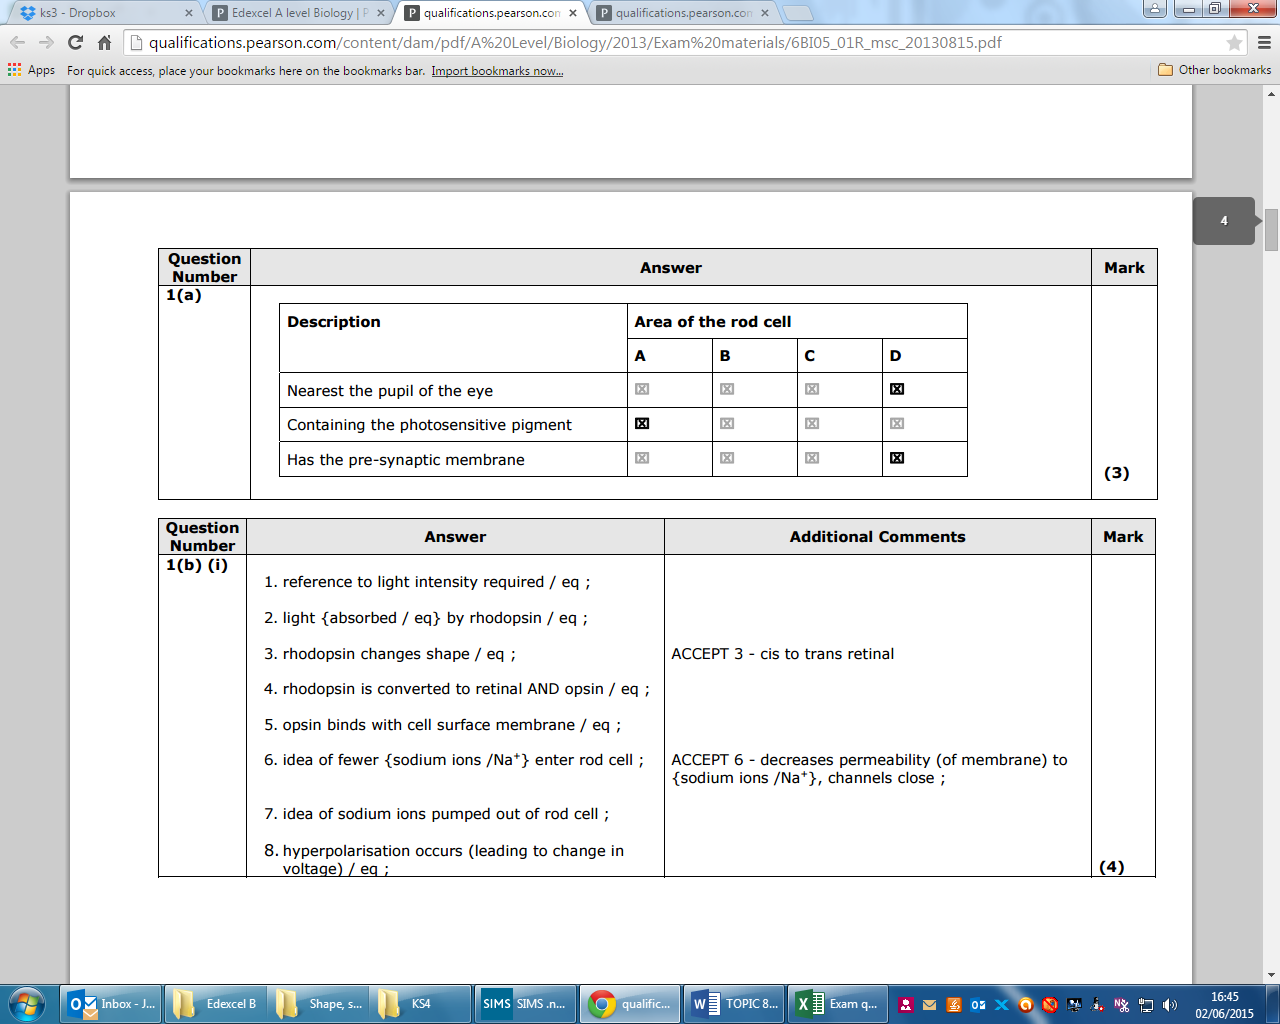 ks3 - Dropbox
Edexcel A level Biology | P
qualifications.pearson.com
qualifications.pearson.com
qualifications.pearson.com/content/dam/pdf/A%20Level/Biology/2013/Exam%20materials/6BI05_01R_msc_20130815.pdf
Apps For quick access, place your bookmarks here on the bookmarks bar. Import bookmarks now... Other bookmarks
4
Question Number Answer Mark
1(a)
Description Area of the rod cell
A B C D
Nearest the pupil of the eye
Containing the photosensitive pigment
Has the pre-synaptic membrane
(3)
Question Number Answer Additional Comments Mark
1(b) (i)
1. reference to light intensity required / eq ;
2. light {absorbed / eq} by rhodopsin / eq ;
3. rhodopsin changes shape / eq ; ACCEPT 3 - cis to trans retinal
4. rhodopsin is converted to retinal AND opsin / eq ;
5. opsin binds with cell surface membrane / eq ;
6. idea of fewer {sodium ions /Na⁺} enter rod cell ; ACCEPT 6 - decreases permeability (of membrane) to
{sodium ions /Na⁺}, channels close ;
7. idea of sodium ions pumped out of rod cell ;
8. hyperpolarisation occurs (leading to change in
voltage) / eq ;
(4)
Inbox - J... Edexcel B Shape, s... KS4 SIMS SIMS .n... qualific... TOPIC 8... Exam q... 16:45
02/06/2015